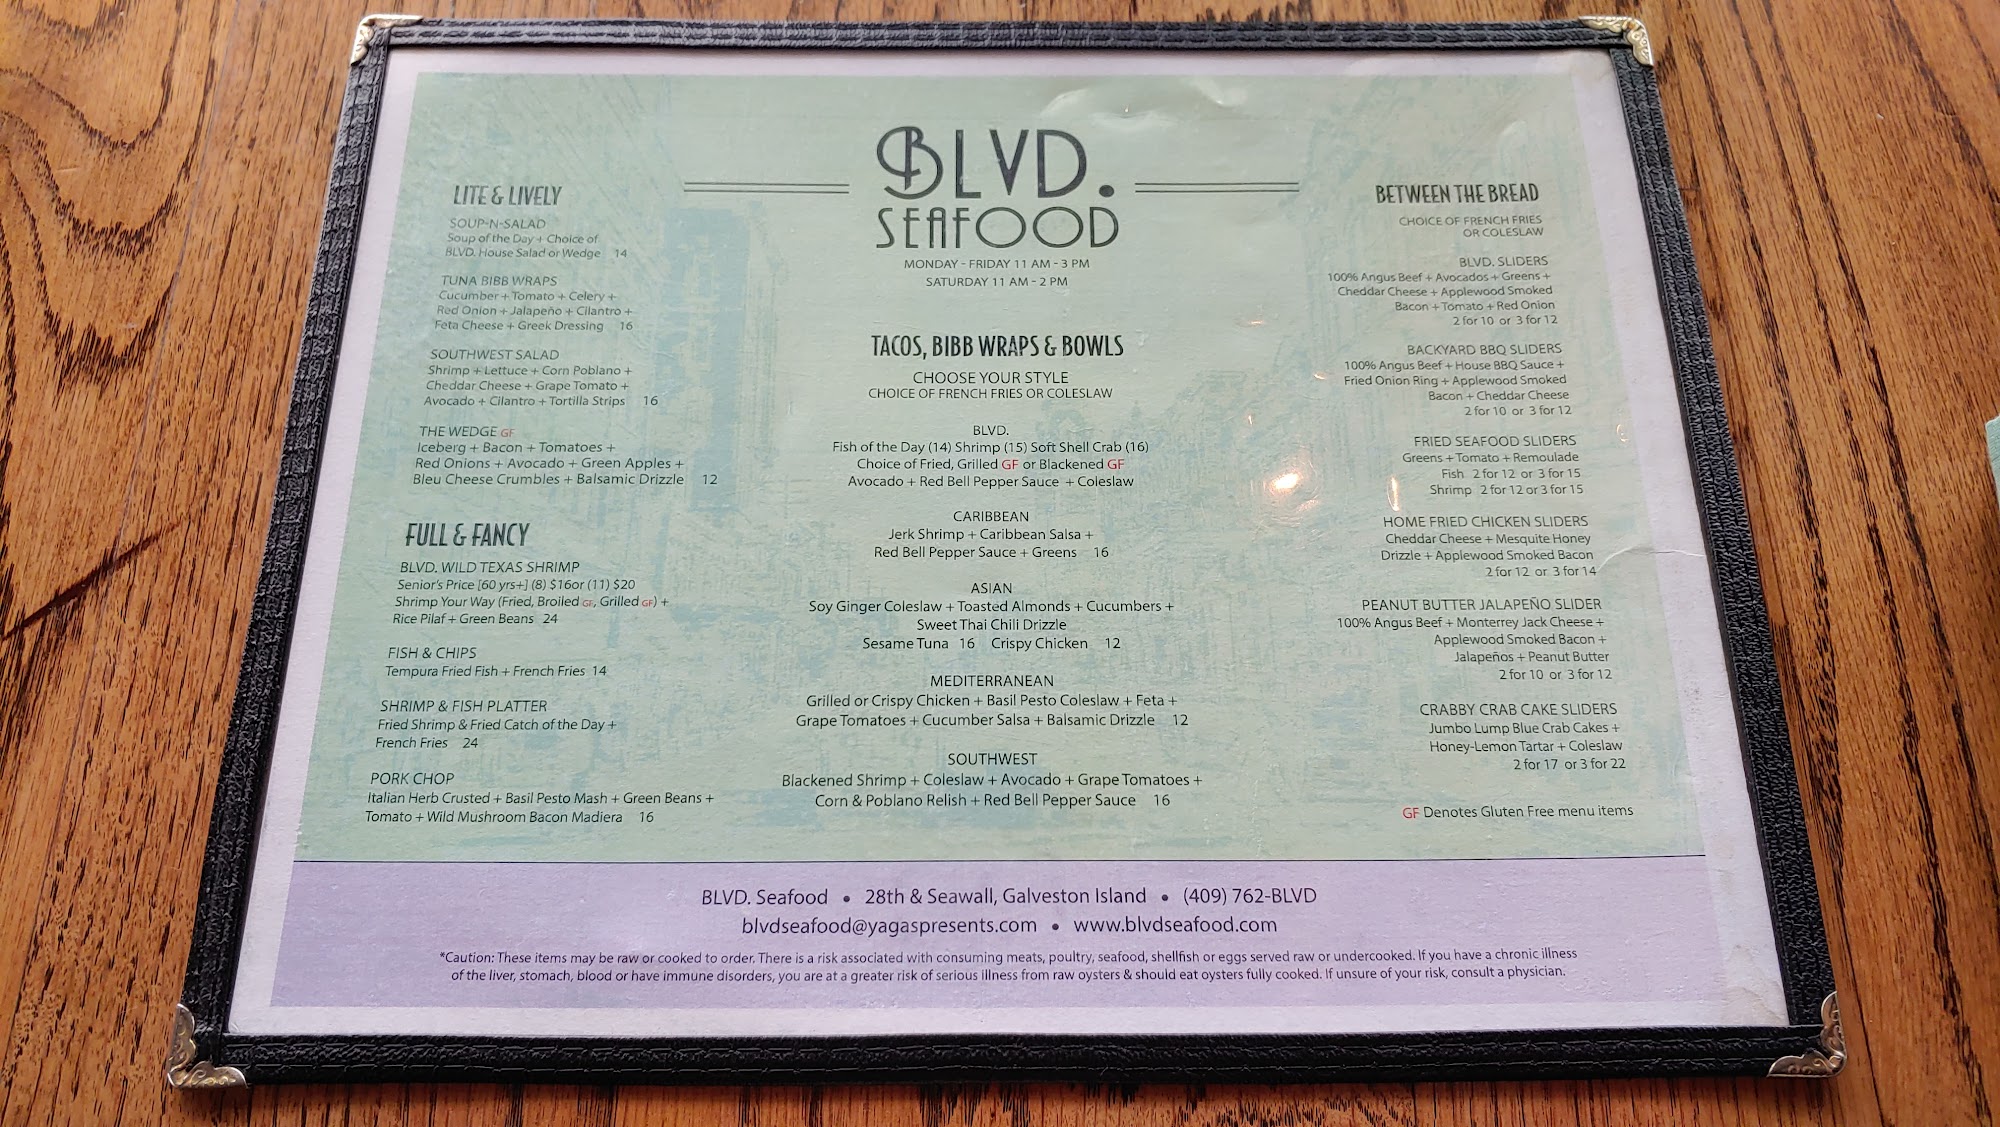 BLVD.
SEAFOOD
MONDAY - FRIDAY 11 AM - 3 PM
SATURDAY 11 AM - 2 PM
LITE & LIVELY
SOUP-N-SALAD
Soup of the Day + Choice of
BLVD. House Salad or Wedge 14
TUNA BIBB WRAPS
Cucumber + Tomato + Celery +
Red Onion + Jalapeño + Cilantro +
Feta Cheese + Greek Dressing 16
SOUTHWEST SALAD
Shrimp + Lettuce + Corn Poblano +
Cheddar Cheese + Grape Tomato +
Avocado + Cilantro + Tortilla Strips 16
THE WEDGE GF
Iceberg + Bacon + Tomatoes +
Red Onions + Avocado + Green Apples +
Bleu Cheese Crumbles + Balsamic Drizzle 12
FULL & FANCY
BLVD. WILD TEXAS SHRIMP
Senior's Price [60 yrs+] (8) $16or (11) $20
Shrimp Your Way (Fried, Broiled GF, Grilled GF) +
Rice Pilaf + Green Beans 24
FISH & CHIPS
Tempura Fried Fish + French Fries 14
SHRIMP & FISH PLATTER
Fried Shrimp & Fried Catch of the Day +
French Fries 24
PORK CHOP
Italian Herb Crusted + Basil Pesto Mash + Green Beans +
Tomato + Wild Mushroom Bacon Madiera 16
TACOS, BIBB WRAPS & BOWLS
CHOOSE YOUR STYLE
CHOICE OF FRENCH FRIES OR COLESLAW
BLVD.
Fish of the Day (14) Shrimp (15) Soft Shell Crab (16)
Choice of Fried, Grilled GF or Blackened GF
Avocado + Red Bell Pepper Sauce + Coleslaw
CARIBBEAN
Jerk Shrimp + Caribbean Salsa +
Red Bell Pepper Sauce + Greens 16
ASIAN
Soy Ginger Coleslaw + Toasted Almonds + Cucumbers +
Sweet Thai Chili Drizzle
Sesame Tuna 16 Crispy Chicken 12
MEDITERRANEAN
Grilled or Crispy Chicken + Basil Pesto Coleslaw + Feta +
Grape Tomatoes + Cucumber Salsa + Balsamic Drizzle 12
SOUTHWEST
Blackened Shrimp + Coleslaw + Avocado + Grape Tomatoes +
Corn & Poblano Relish + Red Bell Pepper Sauce 16
BETWEEN THE BREAD
CHOICE OF FRENCH FRIES
OR COLESLAW
BLVD. SLIDERS
100% Angus Beef + Avocados + Greens +
Cheddar Cheese + Applewood Smoked
Bacon + Tomato + Red Onion
2 for 10 or 3 for 12
BACKYARD BBQ SLIDERS
100% Angus Beef + House BBQ Sauce +
Fried Onion Ring + Applewood Smoked
Bacon + Cheddar Cheese
2 for 10 or 3 for 12
FRIED SEAFOOD SLIDERS
Greens + Tomato + Remoulade
Fish 2 for 12 or 3 for 15
Shrimp 2 for 12 or 3 for 15
HOME FRIED CHICKEN SLIDERS
Cheddar Cheese + Mesquite Honey
Drizzle + Applewood Smoked Bacon
2 for 12 or 3 for 14
PEANUT BUTTER JALAPEÑO SLIDER
100% Angus Beef + Monterrey Jack Cheese +
Applewood Smoked Bacon +
Jalapeños + Peanut Butter
2 for 10 or 3 for 12
CRABBY CRAB CAKE SLIDERS
Jumbo Lump Blue Crab Cakes +
Honey-Lemon Tartar + Coleslaw
2 for 17 or 3 for 22
GF Denotes Gluten Free menu items
BLVD. Seafood • 28th & Seawall, Galveston Island • (409) 762-BLVD
blvdseafood@yagaspresents.com • www.blvdseafood.com
*Caution: These items may be raw or cooked to order. There is a risk associated with consuming meats, poultry, seafood, shellfish or eggs served raw or undercooked. If you have a chronic illness
of the liver, stomach, blood or have immune disorders, you are at a greater risk of serious illness from raw oysters & should eat oysters fully cooked. If unsure of your risk, consult a physician.